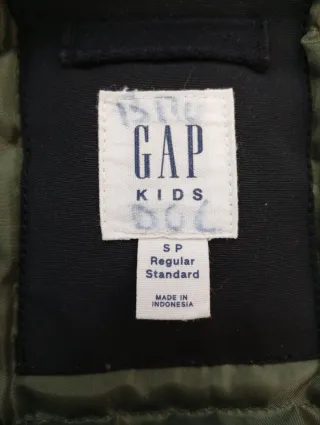 GAP
KIDS
S P
Regular
Standard
MADE IN
INDONESIA